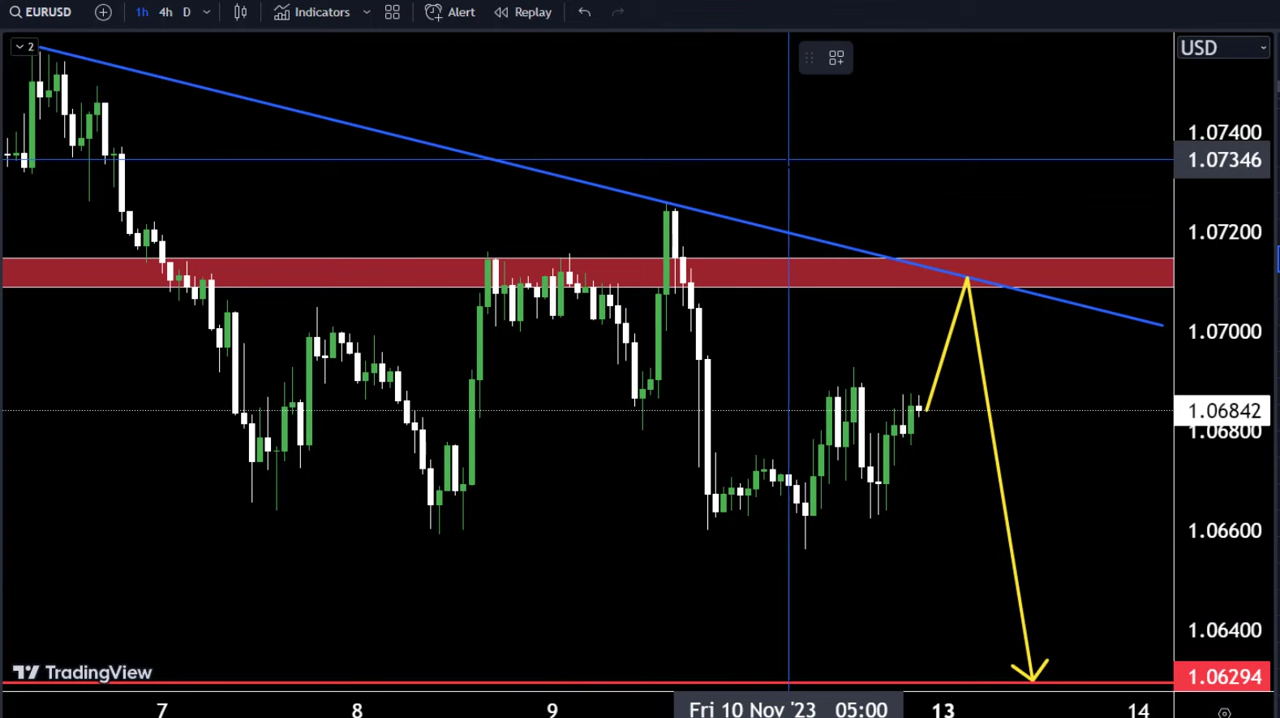 EURUSD 1h 4h D Indicators Alert Replay
2
USD
1.07400
1.07346
1.07200
1.07000
1.06842
1.06800
1.06600
1.06400
1.06294
TradingView
7 8 9 Fri 10 Nov '23 05:00 13 14